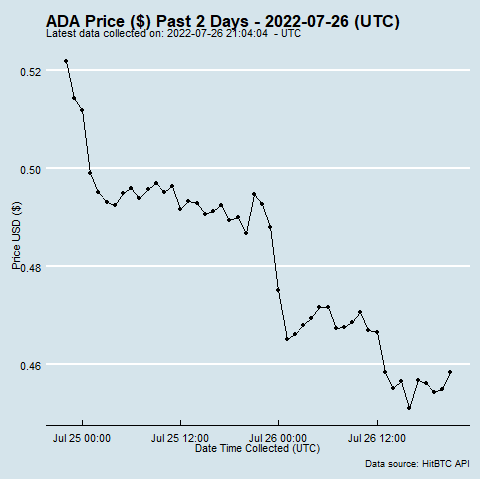 ADA Price ($) Past 2 Days - 2022-07-26 (UTC)
Latest data collected on: 2022-07-26 21:04:04 - UTC
Price USD ($)
0.52
0.50
0.48
0.46
Jul 25 00:00 Jul 25 12:00 Jul 26 00:00 Jul 26 12:00
Date Time Collected (UTC)
Data source: HitBTC API